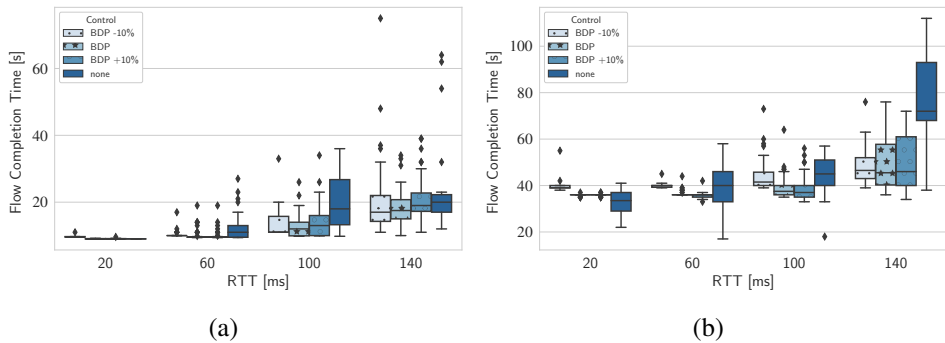 Control
BDP -10%
BDP
BDP +10%
none
Flow Completion Time [s]
60
40
20
20
60
100
140
RTT [ms]
(a)
Control
BDP -10%
BDP
BDP +10%
none
Flow Completion Time [s]
100
80
60
40
20
20
60
100
140
RTT [ms]
(b)